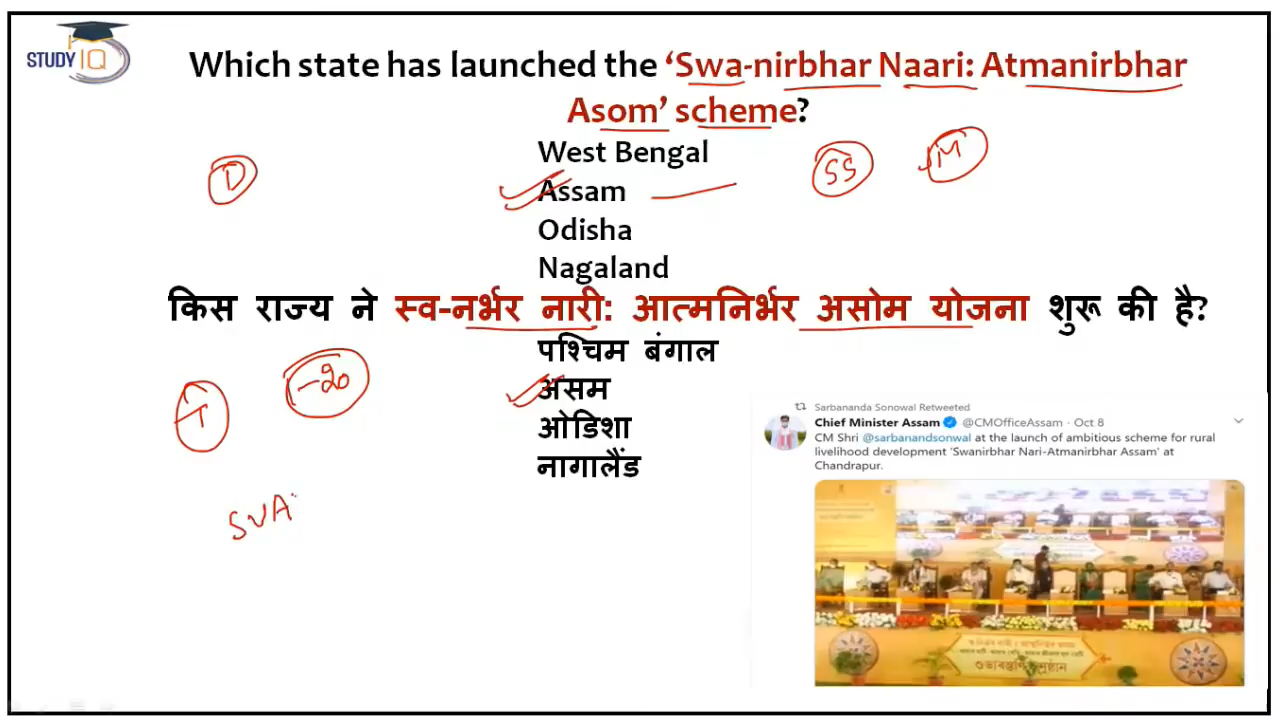 STUDY IQ
Which state has launched the ‘Swa-nirbhar Naari: Atmanirbhar
Asom’ scheme?
West Bengal
Assam
Odisha
Nagaland
D
SS
M
किस राज्य ने स्व-नर्भर नारी: आत्मनिर्भर असोम योजना शुरू की है?
पश्चिम बंगाल
असम
ओडिशा
नागालैंड
T
-20
SVA
Sarbananda Sonowal Retweeted
Chief Minister Assam @CMOfficeAssam · Oct 8
CM Shri @sarbanandsonwal at the launch of ambitious scheme for rural
livelihood development 'Swanirbhar Nari-Atmanirbhar Assam' at
Chandrapur.